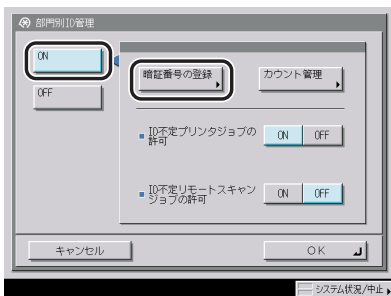 部門別ID管理
ON
OFF
暗証番号の登録
カウント管理
ID不定プリンタジョブの
許可
ON OFF
ID不定リモートスキャン
ジョブの許可
ON OFF
キャンセル
OK
システム状況/中止